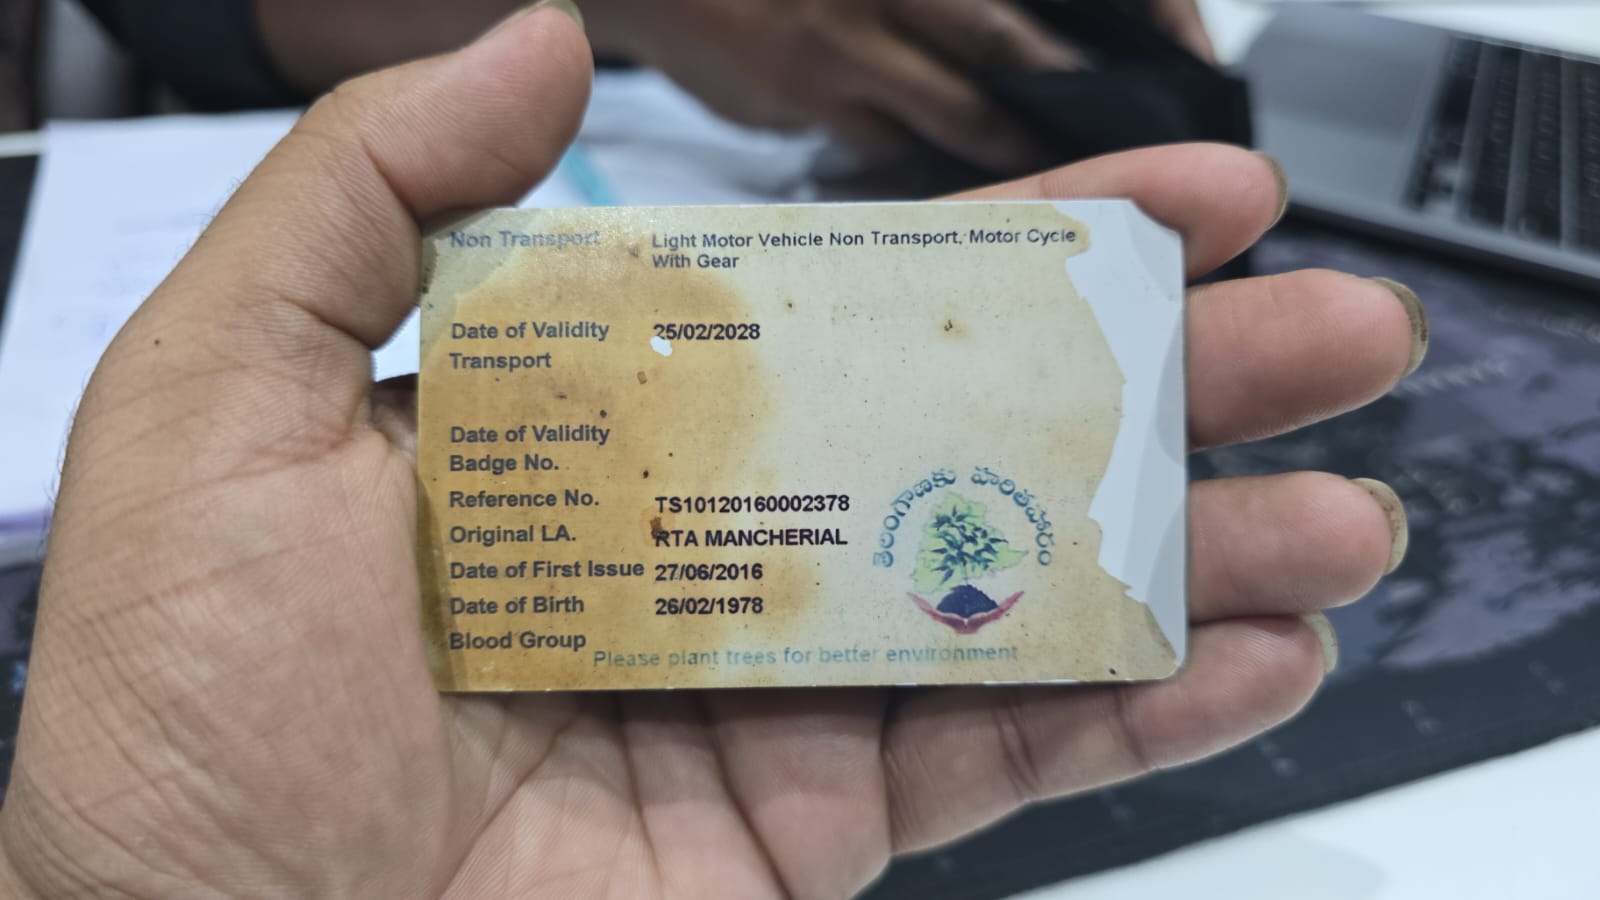 Non Transport Light Motor Vehicle Non Transport, Motor Cycle
With Gear
Date of Validity 25/02/2028
Transport
Date of Validity
Badge No.
Reference No. TS10120160002378
Original LA. RTA MANCHERIAL
Date of First Issue 27/06/2016
Date of Birth 26/02/1978
Blood Group
తెలంగాణకు హరితహారం
Please plant trees for better environment